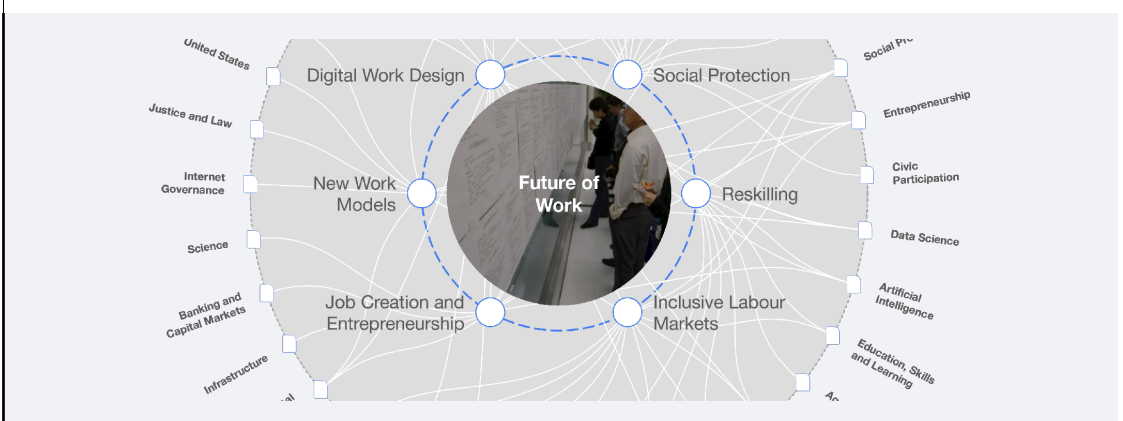 United States
Justice and Law
Internet
Governance
Science
Banking and
Capital Markets
Infrastructure
Digital Work Design
New Work
Models
Job Creation and
Entrepreneurship
Future of
Work
Social Protection
Reskilling
Inclusive Labour
Markets
Social
Entrepreneurship
Civic
Participation
Data Science
Artificial
Intelligence
Education, Skills
and Learning